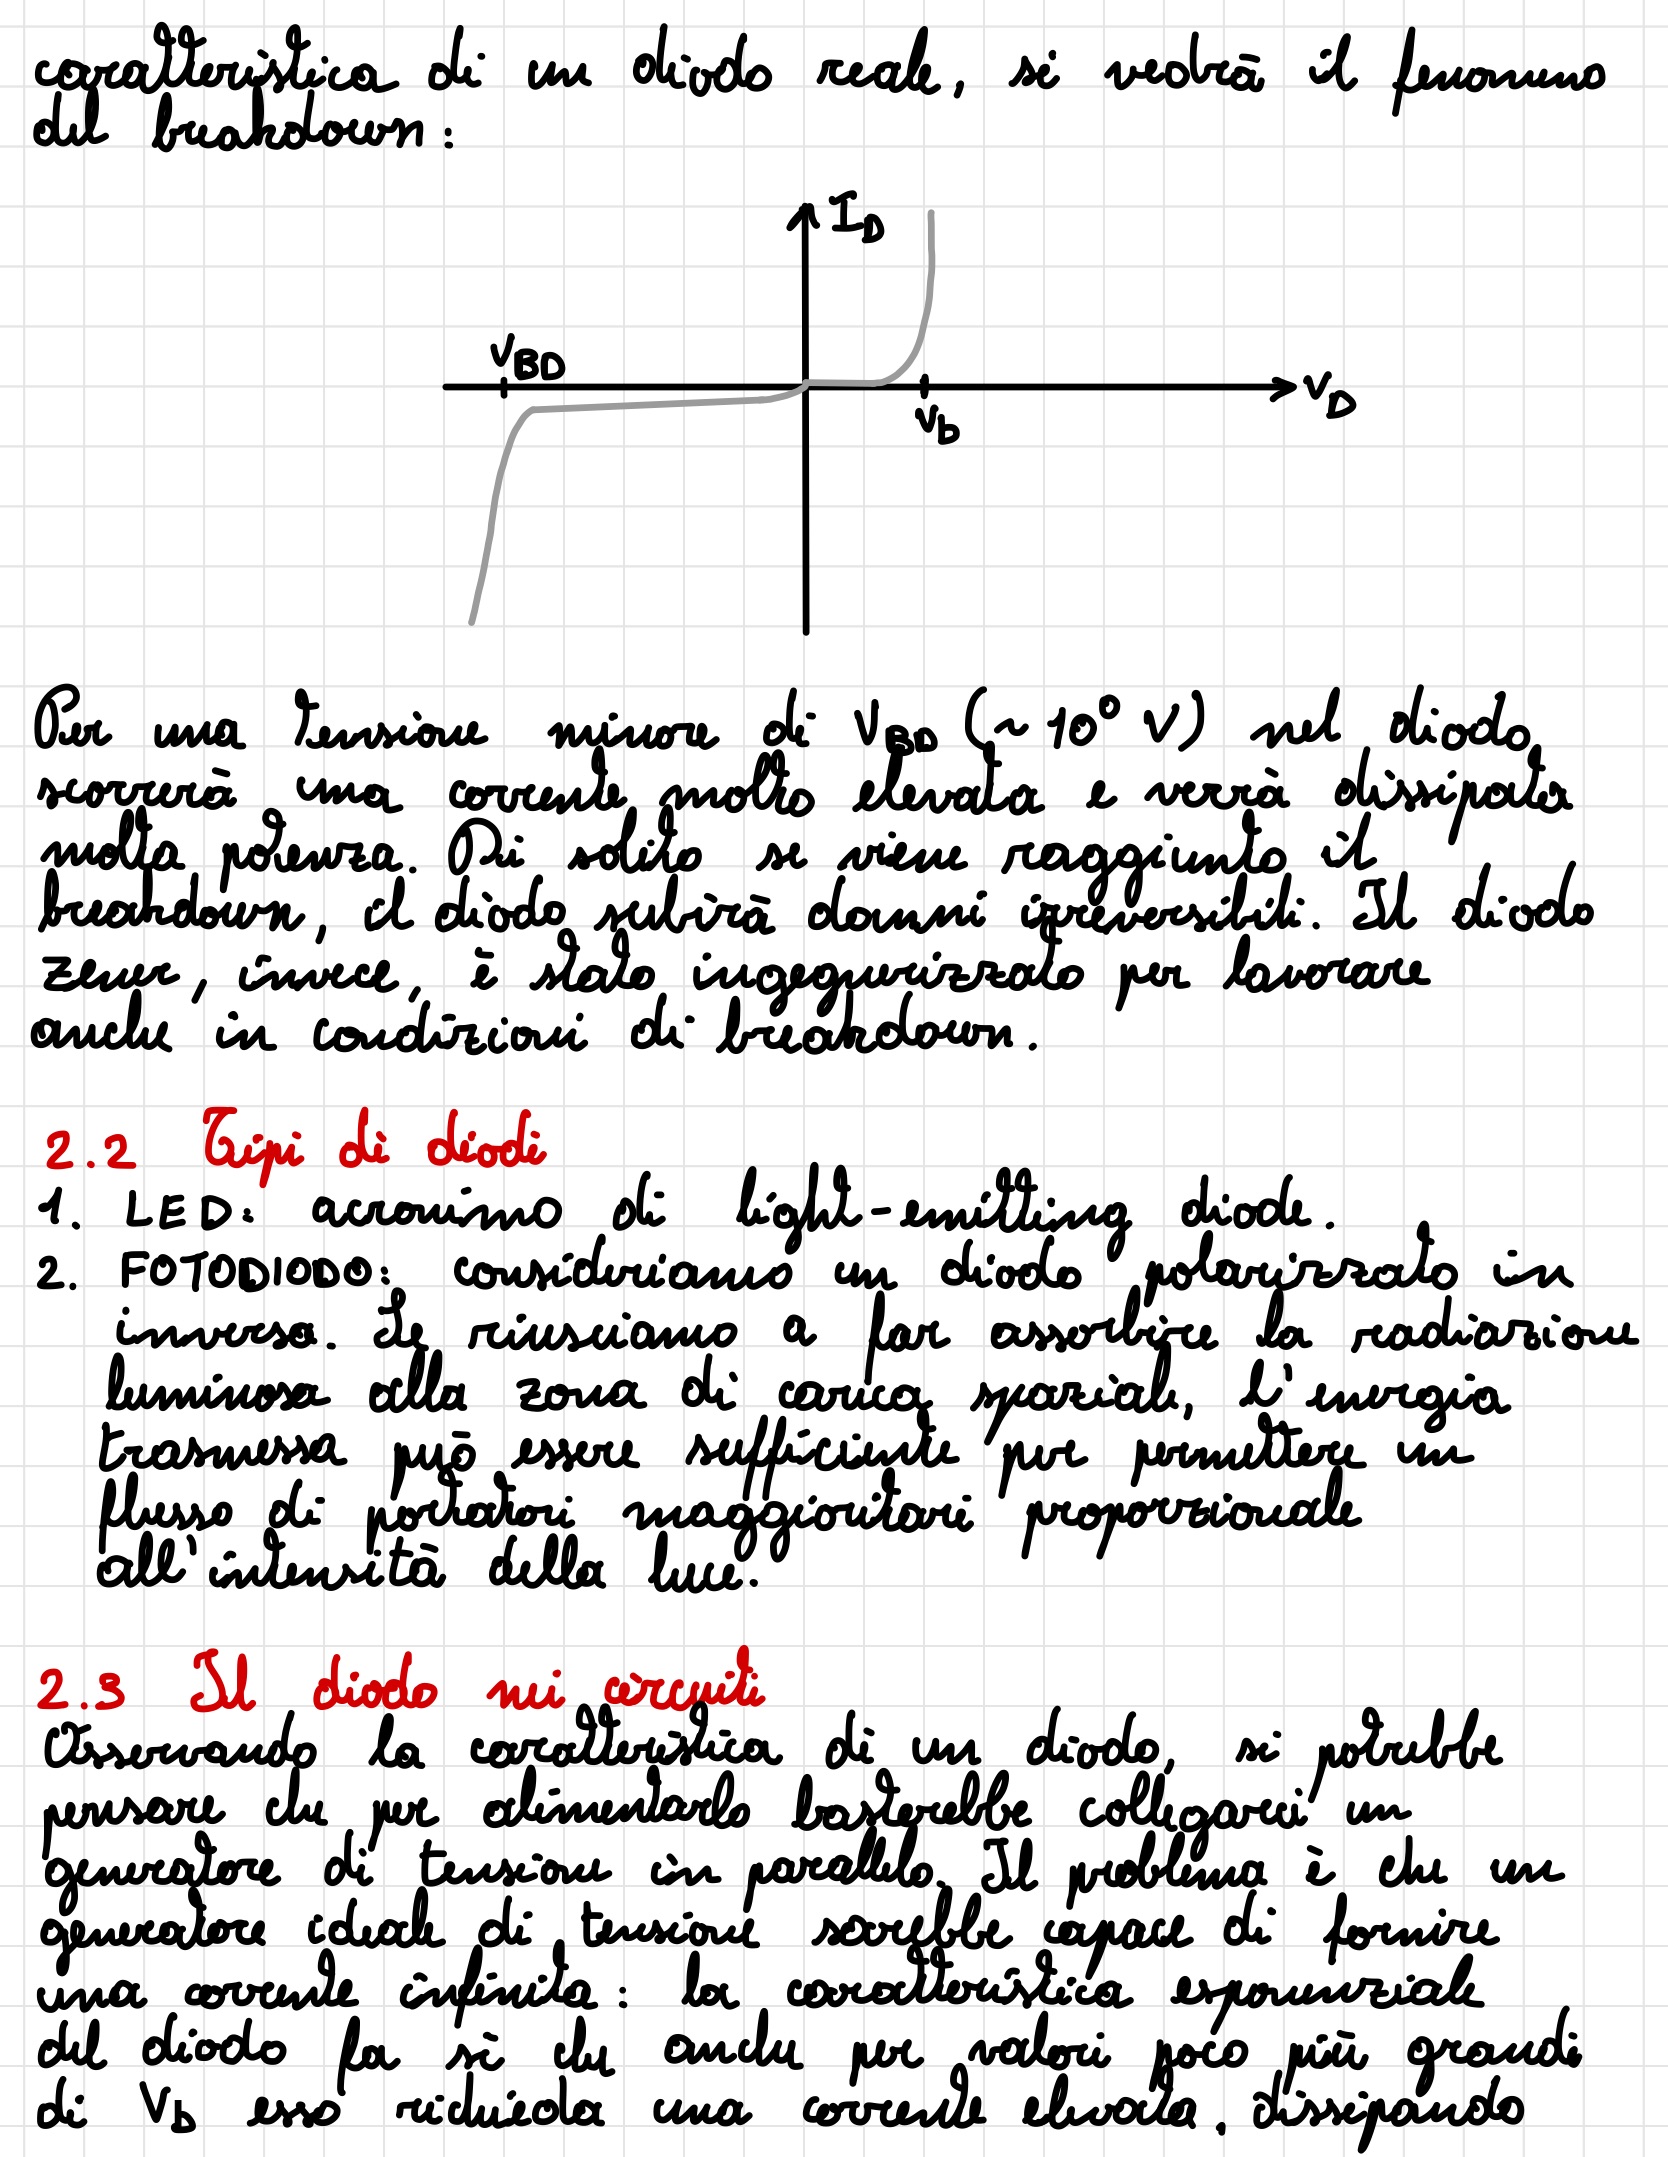 caratteristica di un diodo reale, si vedrà il fenomeno
del breakdown:
I_D
V_BD
V_D
V_b
Per una tensione minore di V_BD (~ 10⁰ V) nel diodo
scorrerà una corrente molto elevata e verrà dissipata
molta potenza. Di solito se viene raggiunto il
breakdown, il diodo subirà danni irreversibili. Il diodo
zener, invece, è stato ingegnerizzato per lavorare
anche in condizioni di breakdown.
2.2 Tipi di diodi
1. LED: acronimo di light-emitting diode.
2. FOTODIODO: consideriamo un diodo polarizzato in
inversa. Se riusciamo a far assorbire la radiazione
luminosa alla zona di carica spaziale, l'energia
trasmessa può essere sufficiente per permettere un
flusso di portatori maggioritari proporzionale
all'intensità della luce.
2.3 Il diodo nei circuiti
Osservando la caratteristica di un diodo, si potrebbe
pensare che per alimentarlo basterebbe collegarci un
generatore di tensione in parallelo. Il problema è che un
generatore ideale di tensione sarebbe capace di fornire
una corrente infinita: la caratteristica esponenziale
del diodo fa sì che anche per valori poco più grandi
di V_b esso richieda una corrente elevata, dissipando